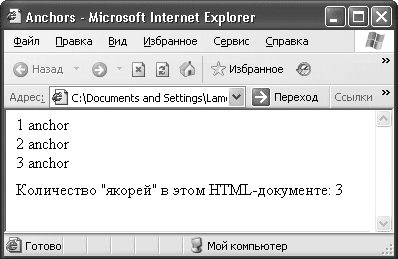 Anchors - Microsoft Internet Explorer
Файл Правка Вид Избранное Сервис Справка
Назад Избранное
Адрес: C:\Documents and Settings\Lam Переход Ссылки
1 anchor
2 anchor
3 anchor
Количество "якорей" в этом HTML-документе: 3
Готово Мой компьютер